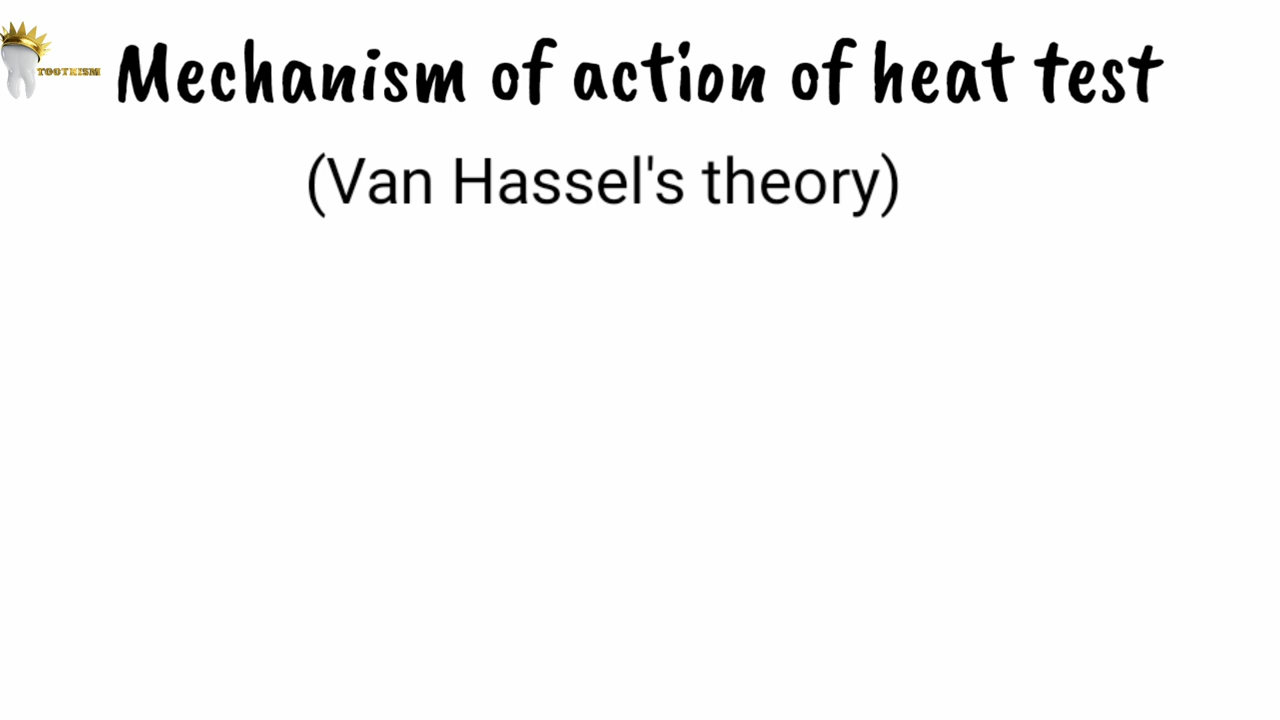 TOOTHISM
Mechanism of action of heat test
(Van Hassel's theory)